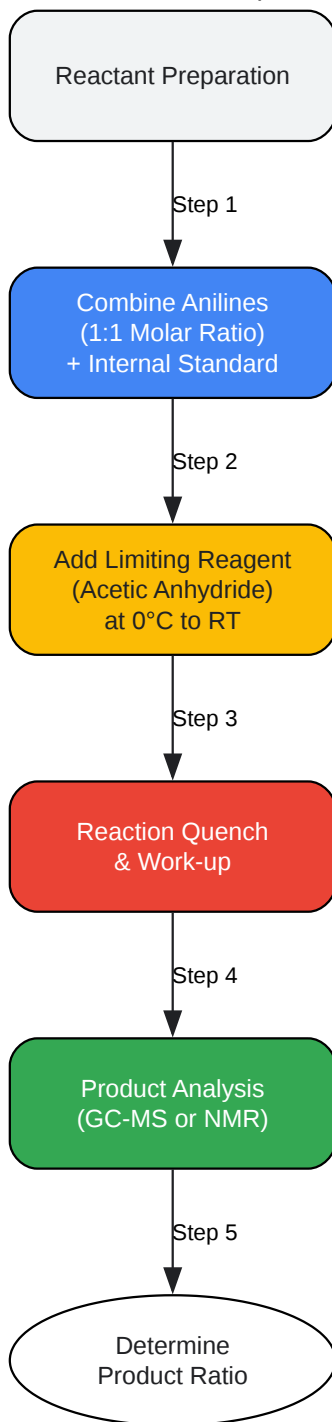 Reactant Preparation
Step 1
Combine Anilines
(1:1 Molar Ratio)
+ Internal Standard
Step 2
Add Limiting Reagent
(Acetic Anhydride)
at 0°C to RT
Step 3
Reaction Quench
& Work-up
Step 4
Product Analysis
(GC-MS or NMR)
Step 5
Determine
Product Ratio